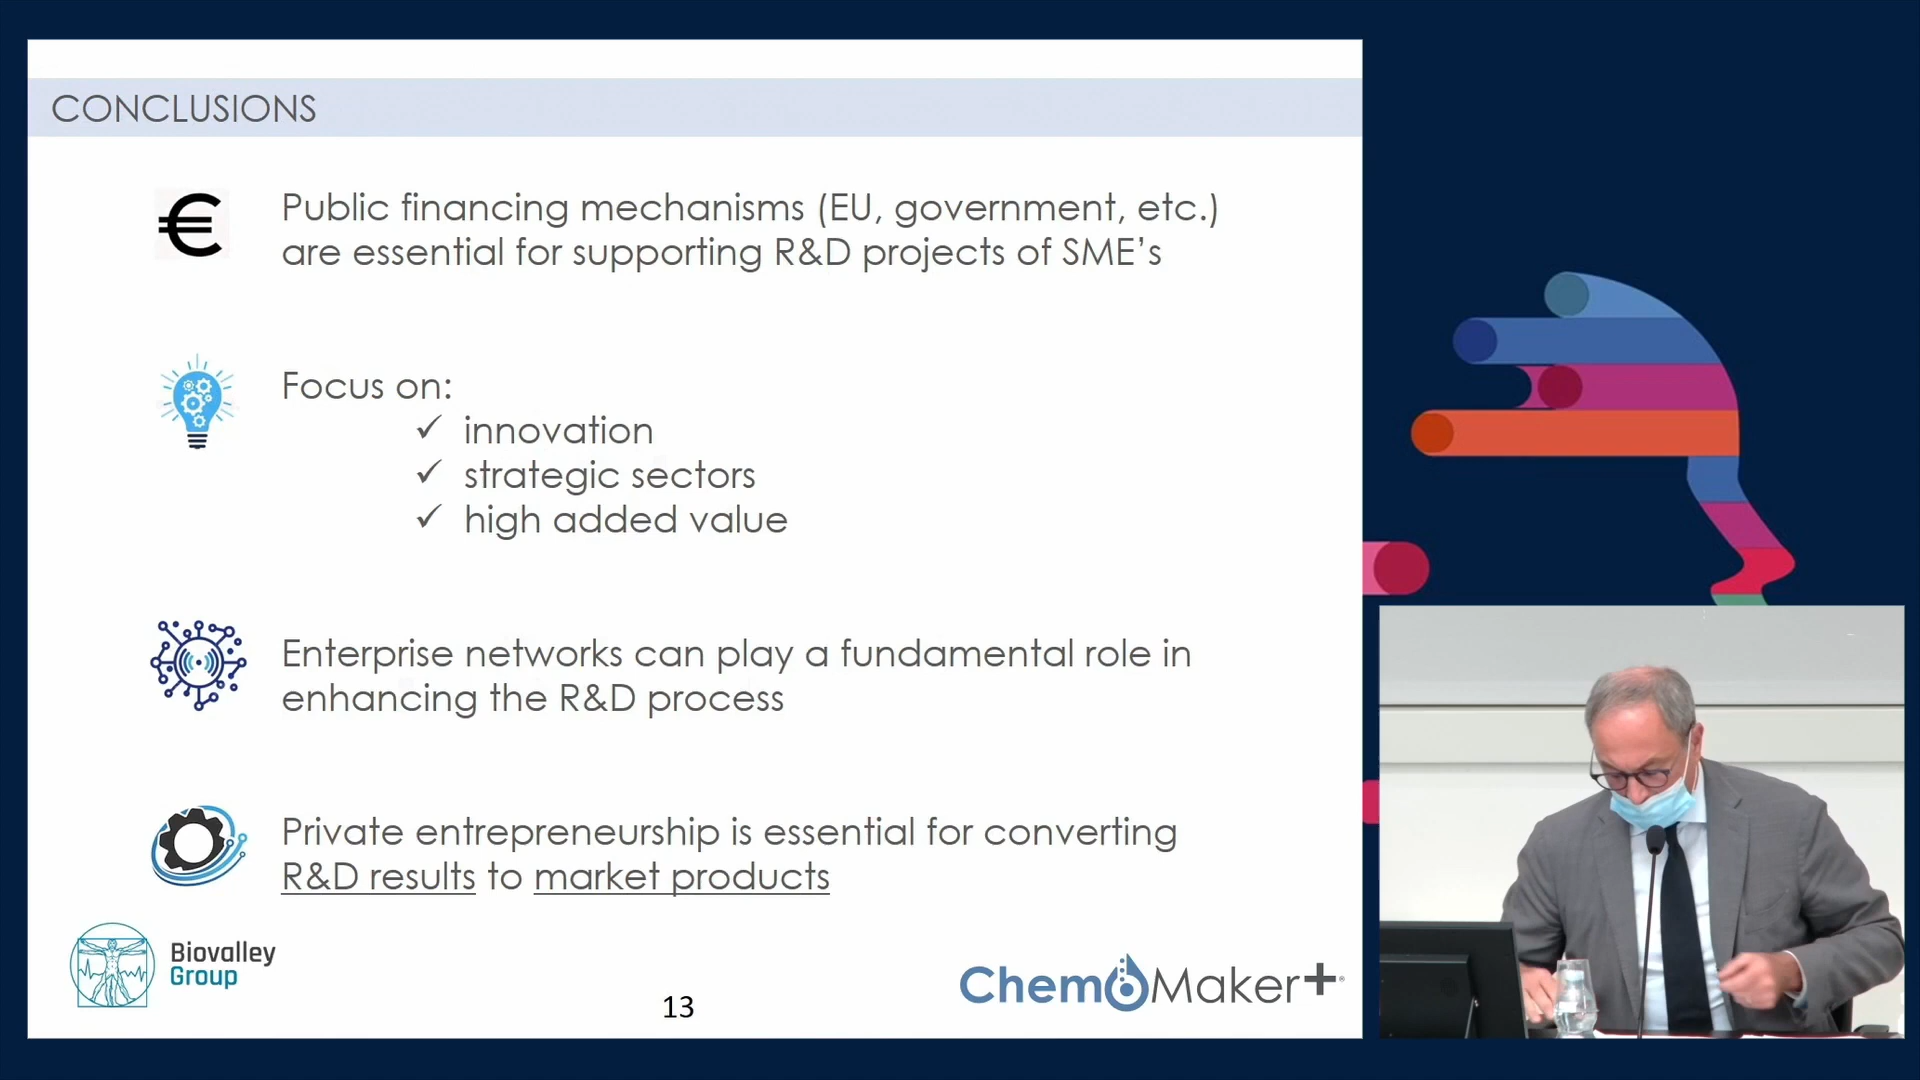 CONCLUSIONS
€
Public financing mechanisms (EU, government, etc.)
are essential for supporting R&D projects of SME’s
Focus on:
✓ innovation
✓ strategic sectors
✓ high added value
Enterprise networks can play a fundamental role in
enhancing the R&D process
Private entrepreneurship is essential for converting
R&D results to market products
Biovalley
Group
13
ChemoMaker+